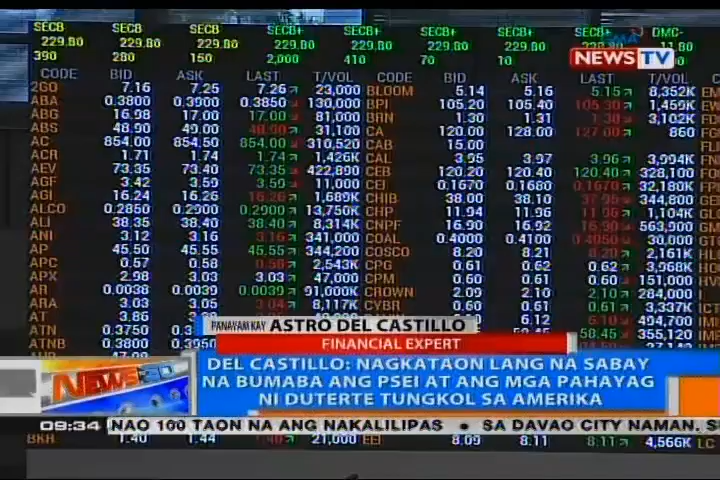 SECB SECB SECB SECB+ SECB+ SECB+ SECB+ DMC-
229.80 229.80 229.80 229.80 229.80 229.80 229.80 11.80
390 280 150 2,000 410 70 10
NEWS TV
CODE BID ASK LAST T/VOL CODE BID ASK LAST T/VOL
2GO 7.16 7.25 7.26 23,000 BLOOM 5.14 5.16 5.15 8,352K
ABA 0.3800 0.3900 0.3850 130,000 BPI 105.20 105.40 105.30 1,459K
ABG 16.98 17.00 17.00 31,000 BRN 1.30 1.31 1.30 3,102K
ABS 48.90 49.00 48.90 31,100 CA 120.00 128.00 127.00 860
AC 854.00 854.50 854.00 310,520 CAB 15.00
ACR 1.71 1.74 1.74 1,426K CAL 3.95 3.97 3.96 3,994K
AEV 73.35 73.40 73.35 422,890 CEB 120.20 120.40 120.40 328,100
AGF 3.42 3.59 3.59 11,000 CEI 0.1670 0.1680 0.1670 32,180K
AGI 16.24 16.26 16.26 1,689K CHIB 38.00 38.10 37.95 344,800
ALCO 0.2850 0.2900 0.2900 13,750K CHP 11.94 11.96 11.96 1,104K
ALI 38.35 38.40 38.40 8,314K CNPF 16.90 16.92 16.90 563,900
ANI 3.12 3.16 3.16 341,000 COAL 0.4000 0.4100 0.4050 30,000
AP 45.50 45.55 45.55 344,200 COSCO 8.20 8.21 8.20 2,161K
APC 0.57 0.58 0.58 2,543K CPG 0.61 0.62 0.62 3,968K
APX 2.98 3.03 3.03 47,000 CPM 0.60 0.61 0.60 151,000
AR 0.0039 0.0039 91,000K CROWN 2.09 2.10 2.10 284,000
ARA 3.03 3.05 3.04 8,117K CYBR 0.61 3,337K
AT 3.86 6.12 6.10 494,700
ATN 0.3750 58.45 355,120
ATNB 0.3800 0.3950
PANAYAM KAY ASTRO DEL CASTILLO
FINANCIAL EXPERT
NEWS
DEL CASTILLO: NAGKATAON LANG NA SABAY
NA BUMABA ANG PSEI AT ANG MGA PAHAYAG
NI DUTERTE TUNGKOL SA AMERIKA
09:34 NAO 100 TAON NA ANG NAKALILIPAS • SA DAVAO CITY NAMAN, S
BKR 1.40 1.44 1.40 21,000 EEI 8.09 8.11 8.11 4,566K